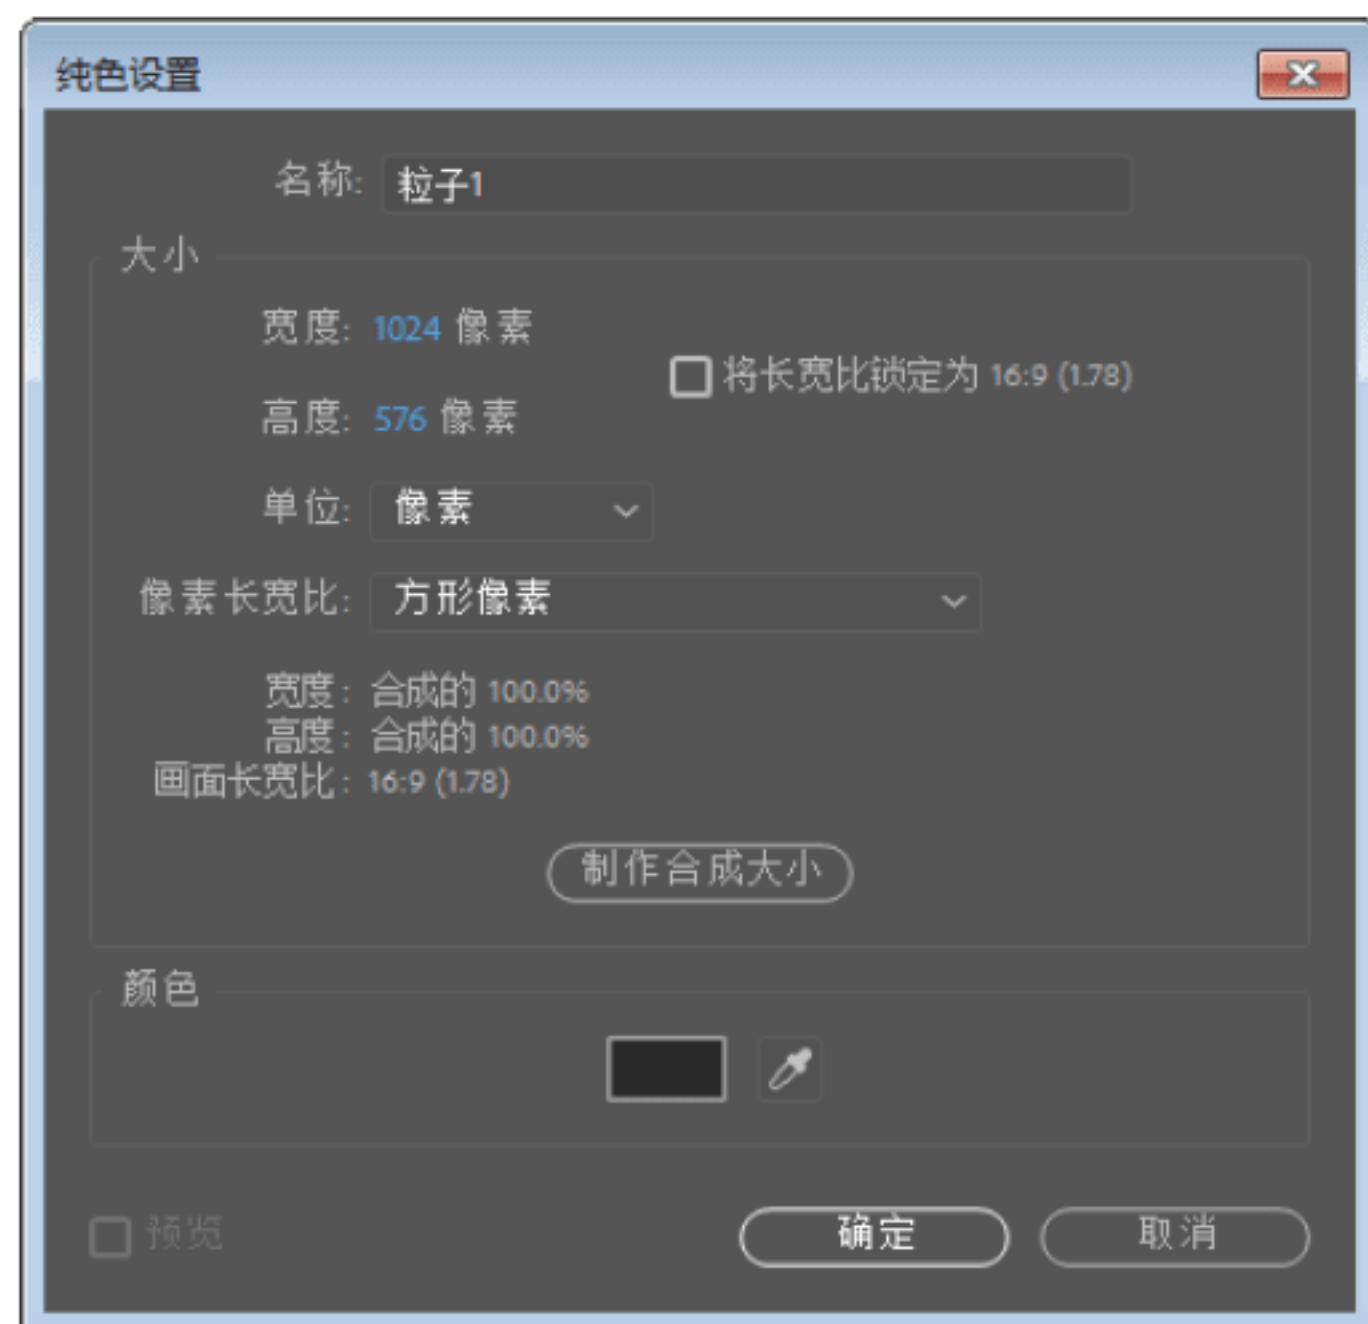 纯色设置
名称: 粒子1
大小
宽度: 1024 像素
将长宽比锁定为 16:9 (1.78)
高度: 576 像素
单位: 像素
像素长宽比: 方形像素
宽度: 合成的 100.0%
高度: 合成的 100.0%
画面长宽比: 16:9 (1.78)
制作合成大小
颜色
预览 确定 取消